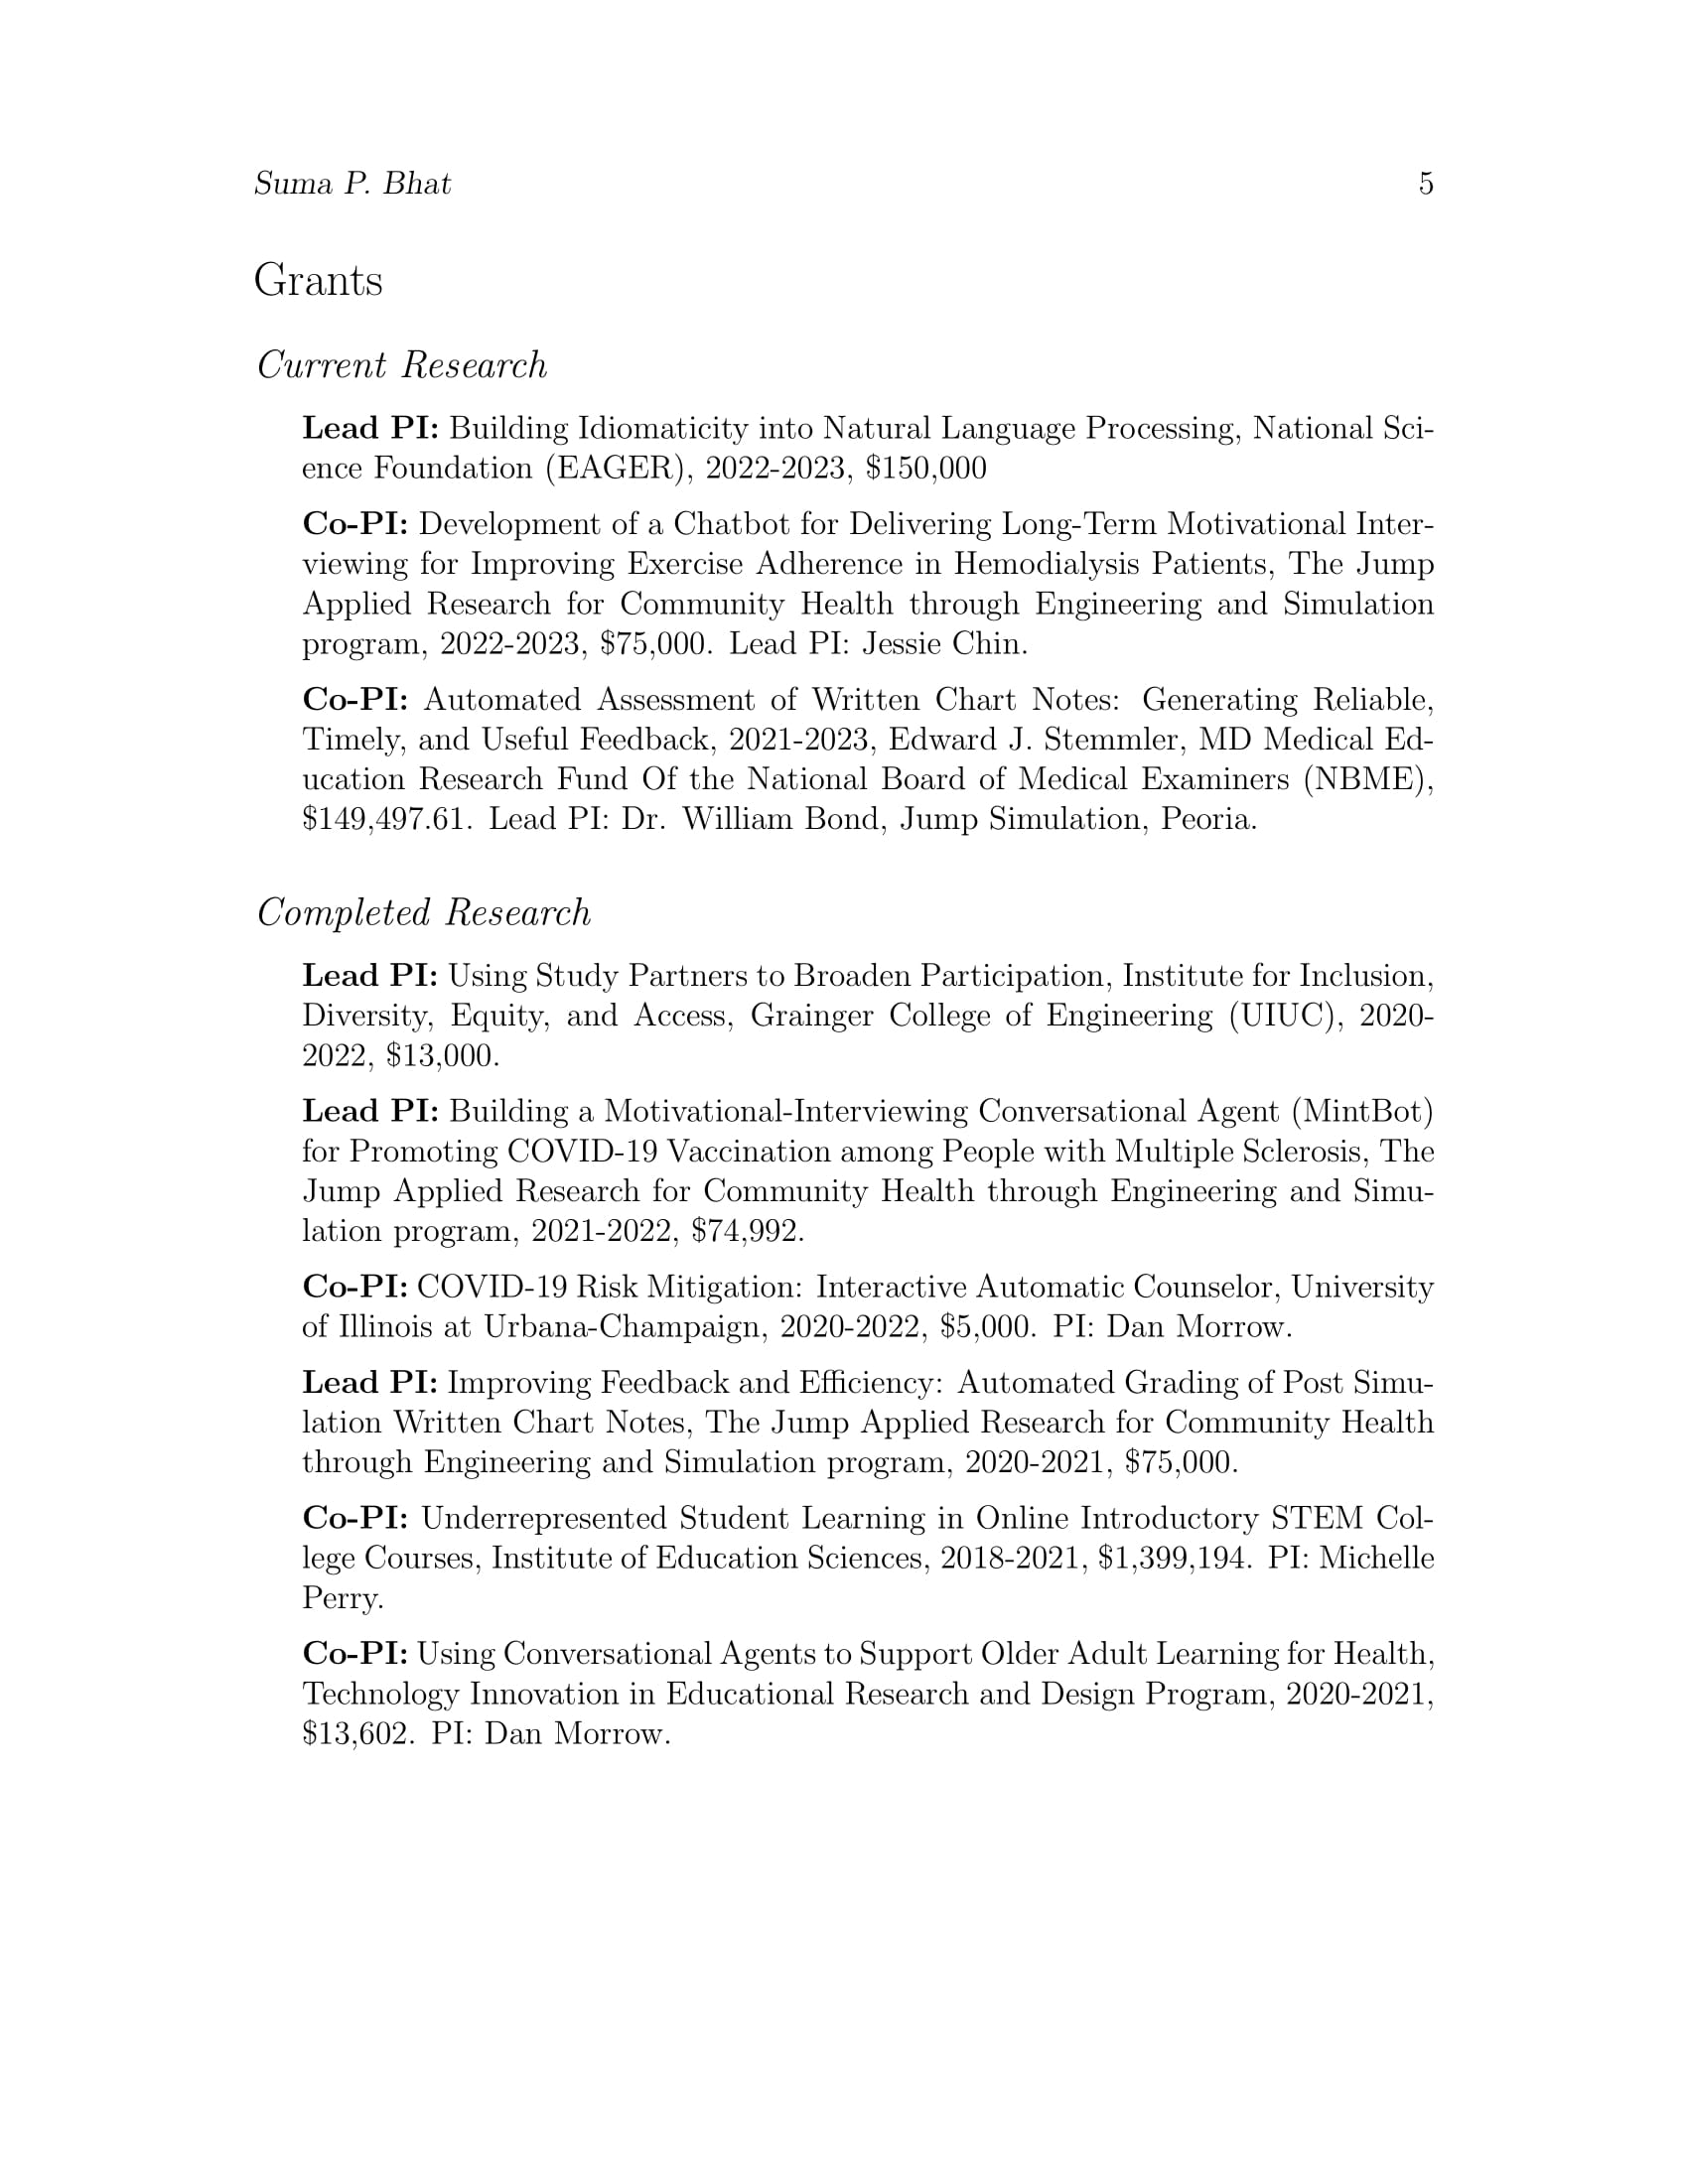 Suma P. Bhat 5
Grants
Current Research
Lead PI: Building Idiomaticity into Natural Language Processing, National Sci-
ence Foundation (EAGER), 2022-2023, $150,000
Co-PI: Development of a Chatbot for Delivering Long-Term Motivational Inter-
viewing for Improving Exercise Adherence in Hemodialysis Patients, The Jump
Applied Research for Community Health through Engineering and Simulation
program, 2022-2023, $75,000. Lead PI: Jessie Chin.
Co-PI: Automated Assessment of Written Chart Notes: Generating Reliable,
Timely, and Useful Feedback, 2021-2023, Edward J. Stemmler, MD Medical Ed-
ucation Research Fund Of the National Board of Medical Examiners (NBME),
$149,497.61. Lead PI: Dr. William Bond, Jump Simulation, Peoria.
Completed Research
Lead PI: Using Study Partners to Broaden Participation, Institute for Inclusion,
Diversity, Equity, and Access, Grainger College of Engineering (UIUC), 2020-
2022, $13,000.
Lead PI: Building a Motivational-Interviewing Conversational Agent (MintBot)
for Promoting COVID-19 Vaccination among People with Multiple Sclerosis, The
Jump Applied Research for Community Health through Engineering and Simu-
lation program, 2021-2022, $74,992.
Co-PI: COVID-19 Risk Mitigation: Interactive Automatic Counselor, University
of Illinois at Urbana-Champaign, 2020-2022, $5,000. PI: Dan Morrow.
Lead PI: Improving Feedback and Efficiency: Automated Grading of Post Simu-
lation Written Chart Notes, The Jump Applied Research for Community Health
through Engineering and Simulation program, 2020-2021, $75,000.
Co-PI: Underrepresented Student Learning in Online Introductory STEM Col-
lege Courses, Institute of Education Sciences, 2018-2021, $1,399,194. PI: Michelle
Perry.
Co-PI: Using Conversational Agents to Support Older Adult Learning for Health,
Technology Innovation in Educational Research and Design Program, 2020-2021,
$13,602. PI: Dan Morrow.